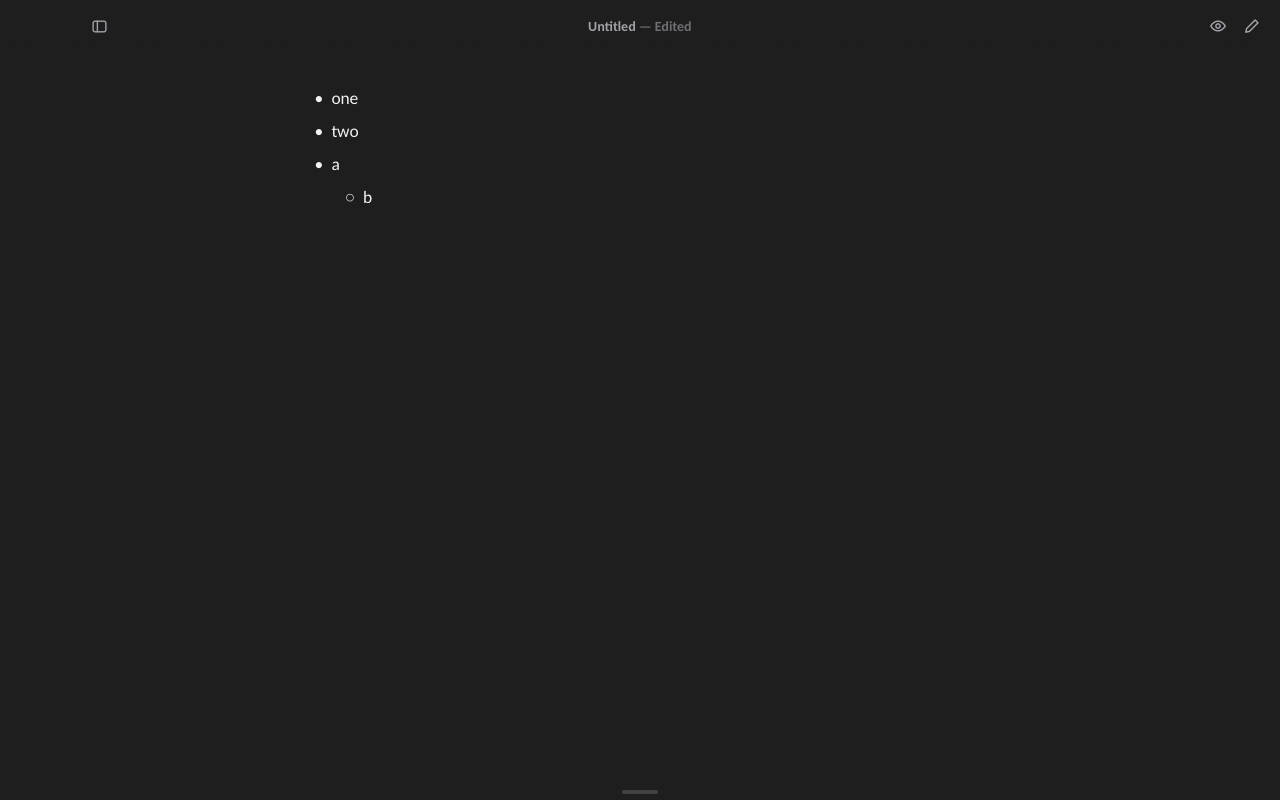 Untitled — Edited
• one
• two
• a
○ b